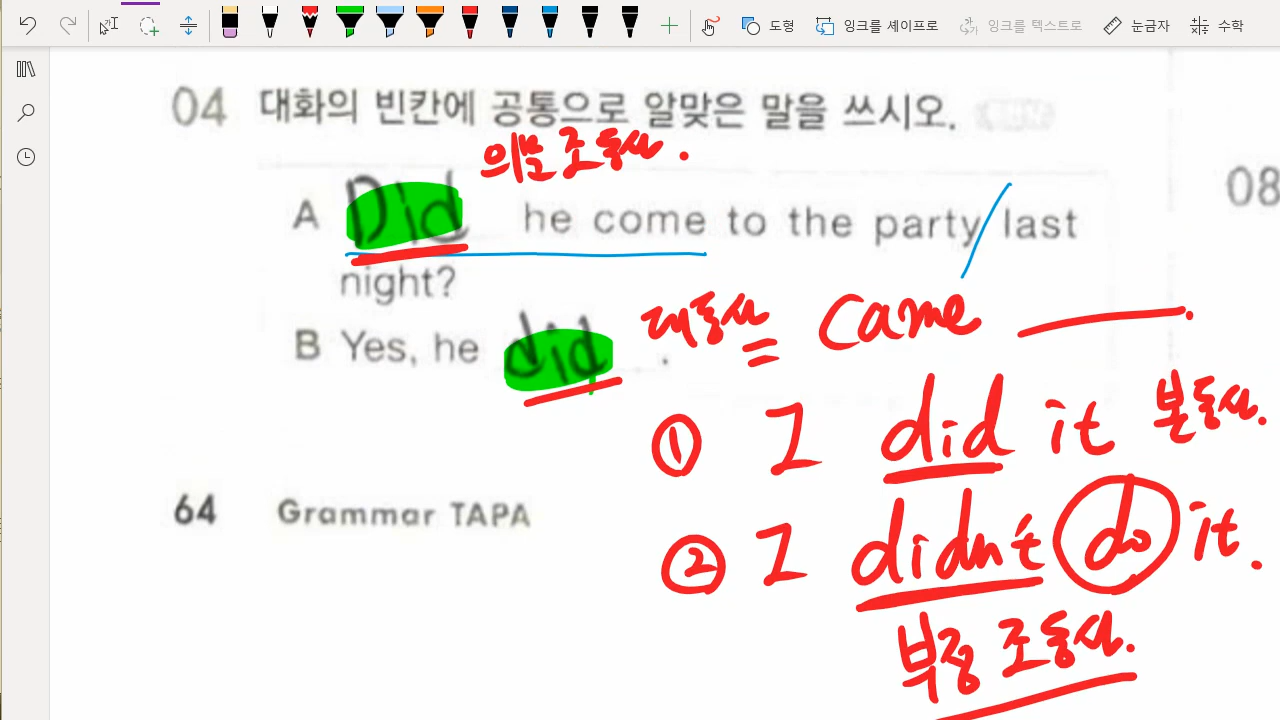 도형 잉크를 셰이프로 잉크를 텍스트로 눈금자 수학
04 대화의 빈칸에 공통으로 알맞은 말을 쓰시오.
의문 조동사.
A Did he come to the party / last
night?
08
B Yes, he did.
대동사 = came ____.
① I did it 본동사.
② I didn't do it.
부정 조동사.
64 Grammar TAPA